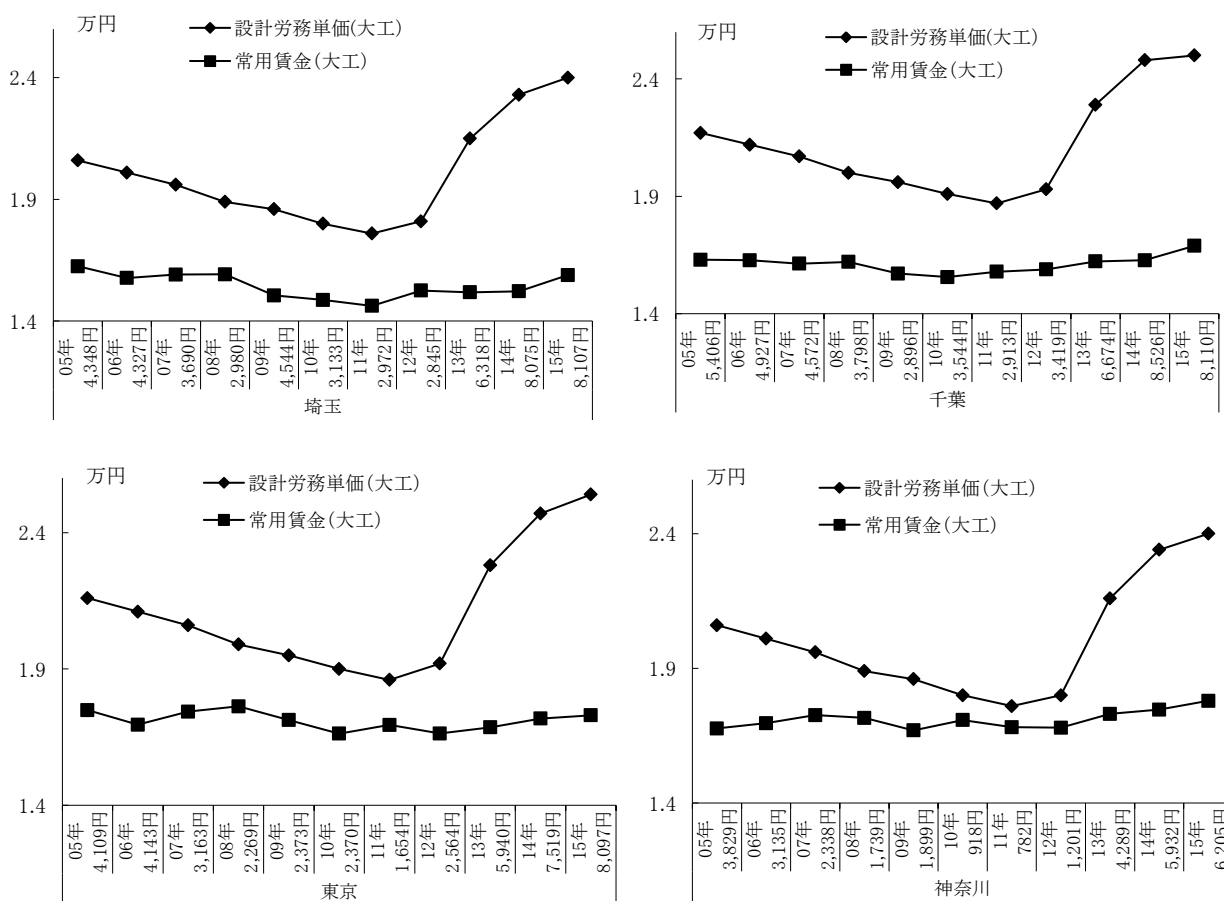 万円
設計労務単価(大工)
常用賃金(大工)
2.4
1.9
1.4
05年
4,348円
06年
4,327円
07年
3,690円
08年
2,980円
09年
4,544円
10年
3,133円
11年
2,972円
12年
2,845円
13年
6,318円
14年
8,075円
15年
8,107円
埼玉
万円
設計労務単価(大工)
常用賃金(大工)
2.4
1.9
1.4
05年
5,406円
06年
4,927円
07年
4,572円
08年
3,798円
09年
2,896円
10年
3,544円
11年
2,913円
12年
3,419円
13年
6,674円
14年
8,526円
15年
8,110円
千葉
万円
設計労務単価(大工)
常用賃金(大工)
2.4
1.9
1.4
05年
4,109円
06年
4,143円
07年
3,163円
08年
2,269円
09年
2,373円
10年
2,370円
11年
1,654円
12年
2,564円
13年
5,940円
14年
7,519円
15年
8,097円
東京
万円
設計労務単価(大工)
常用賃金(大工)
2.4
1.9
1.4
05年
3,829円
06年
3,135円
07年
2,338円
08年
1,739円
09年
1,899円
10年
918円
11年
782円
12年
1,201円
13年
4,289円
14年
5,932円
15年
6,205円
神奈川